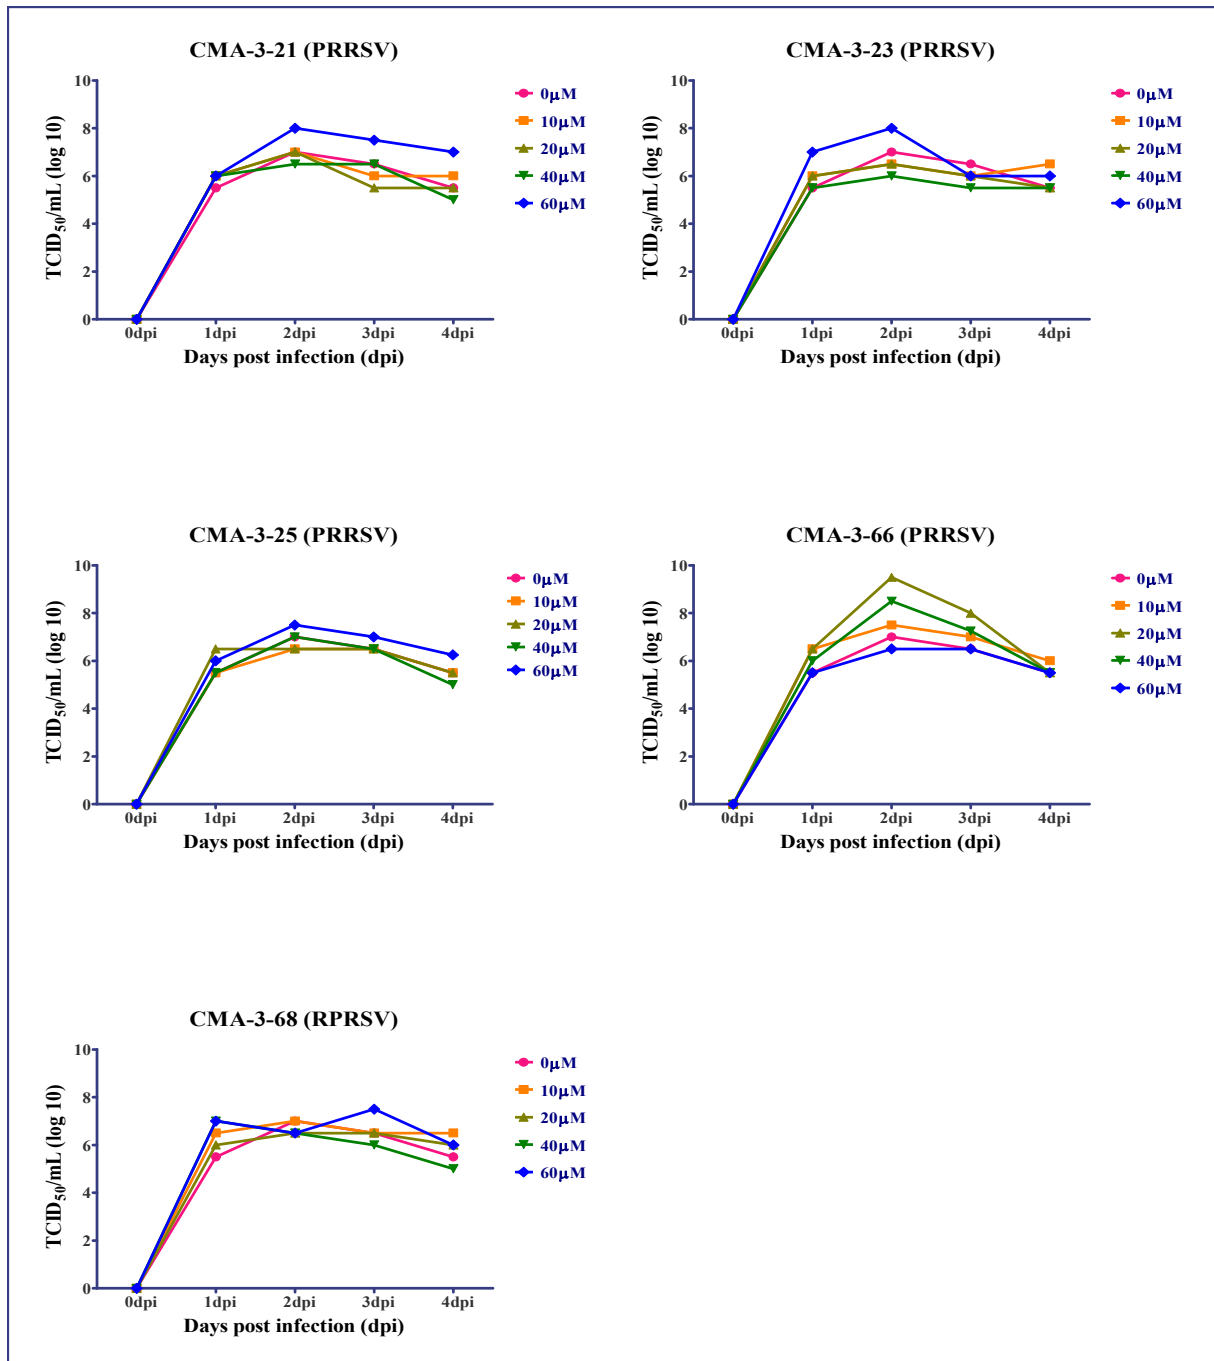 CMA-3-21 (PRRSV)
10
8
6
4
2
0
TCID50/mL (log 10)
0dpi 1dpi 2dpi 3dpi 4dpi
Days post infection (dpi)
0μM
10μM
20μM
40μM
60μM
CMA-3-23 (PRRSV)
10
8
6
4
2
0
TCID50/mL (log 10)
0dpi 1dpi 2dpi 3dpi 4dpi
Days post infection (dpi)
0μM
10μM
20μM
40μM
60μM
CMA-3-25 (PRRSV)
10
8
6
4
2
0
TCID50/mL (log 10)
0dpi 1dpi 2dpi 3dpi 4dpi
Days post infection (dpi)
0μM
10μM
20μM
40μM
60μM
CMA-3-66 (PRRSV)
10
8
6
4
2
0
TCID50/mL (log 10)
0dpi 1dpi 2dpi 3dpi 4dpi
Days post infection (dpi)
0μM
10μM
20μM
40μM
60μM
CMA-3-68 (RPRSV)
10
8
6
4
2
0
TCID50/mL (log 10)
0dpi 1dpi 2dpi 3dpi 4dpi
Days post infection (dpi)
0μM
10μM
20μM
40μM
60μM